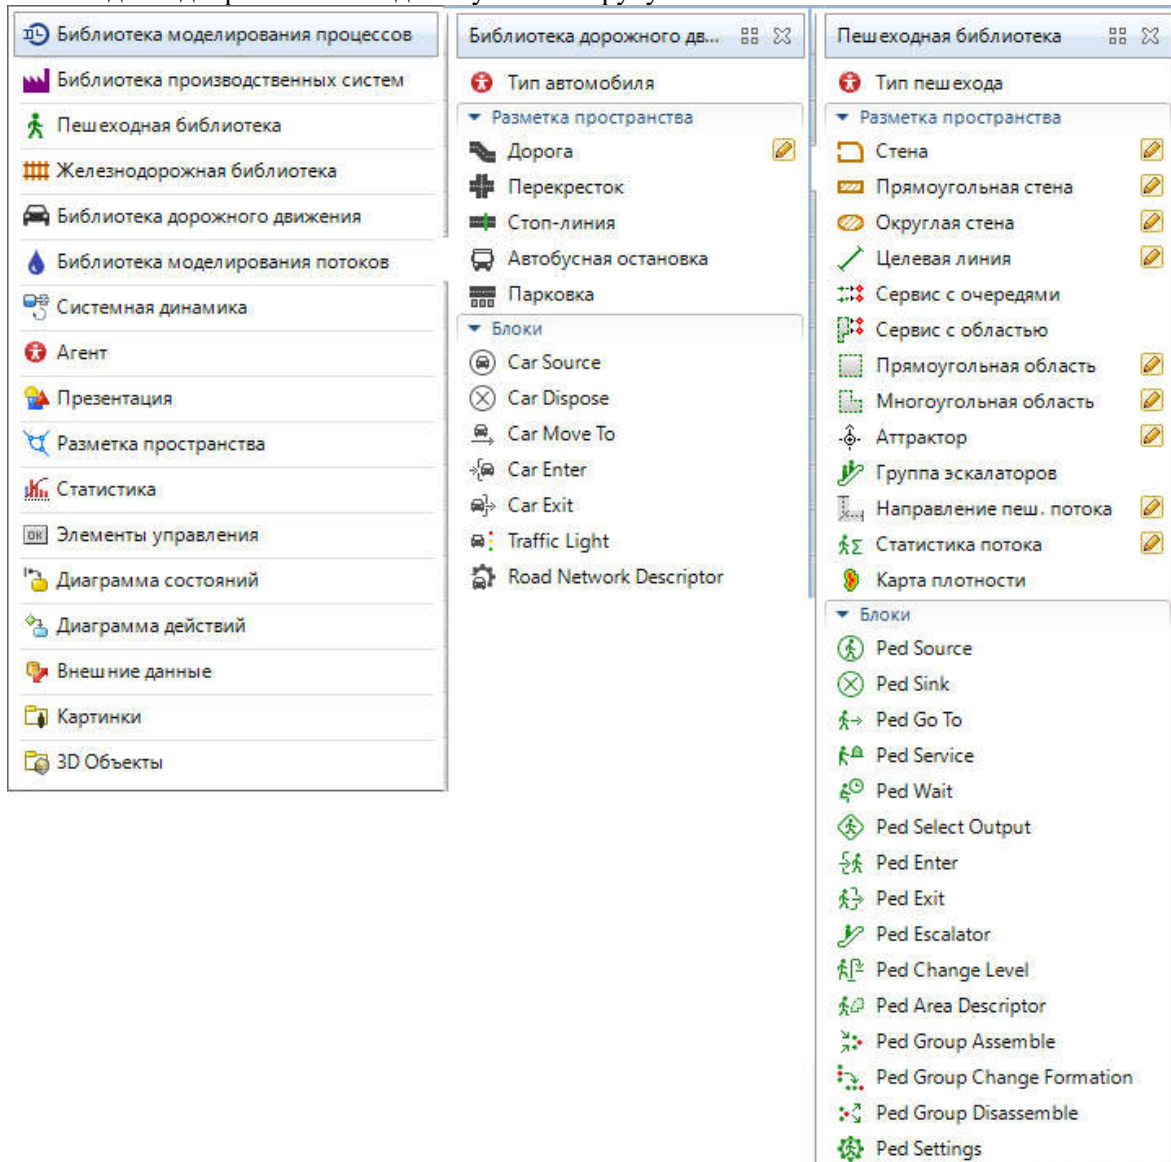 Библиотека моделирования процессов
Библиотека производственных систем
Пешеходная библиотека
Железнодорожная библиотека
Библиотека дорожного движения
Библиотека моделирования потоков
Системная динамика
Агент
Презентация
Разметка пространства
Статистика
Элементы управления
Диаграмма состояний
Диаграмма действий
Внешние данные
Картинки
3D Объекты
Библиотека дорожного дв...
Тип автомобиля
Разметка пространства
Дорога
Перекресток
Стоп-линия
Автобусная остановка
Парковка
Блоки
Car Source
Car Dispose
Car Move To
Car Enter
Car Exit
Traffic Light
Road Network Descriptor
Пешеходная библиотека
Тип пешехода
Разметка пространства
Стена
Прямоугольная стена
Округлая стена
Целевая линия
Сервис с очередями
Сервис с областью
Прямоугольная область
Многоугольная область
Аттрактор
Группа эскалаторов
Направление пеш. потока
Статистика потока
Карта плотности
Блоки
Ped Source
Ped Sink
Ped Go To
Ped Service
Ped Wait
Ped Select Output
Ped Enter
Ped Exit
Ped Escalator
Ped Change Level
Ped Area Descriptor
Ped Group Assemble
Ped Group Change Formation
Ped Group Disassemble
Ped Settings